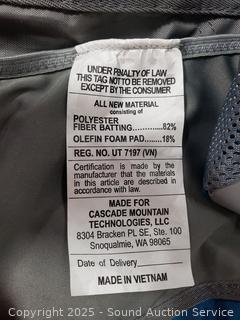 UNDER PENALTY OF LAW
THIS TAG NOT TO BE REMOVED
EXCEPT BY THE CONSUMER
ALL NEW MATERIAL
consisting of
POLYESTER
FIBER BATTING............82%
OLEFIN FOAM PAD.......18%
REG. NO. UT 7197 (VN)
Certification is made by the
manufacturer that the materials
in this article are described in
accordance with law.
MADE FOR
CASCADE MOUNTAIN
TECHNOLOGIES, LLC
8304 Bracken PL SE, Ste. 100
Snoqualmie, WA 98065
Date of Delivery
MADE IN VIETNAM
Copyright 2025 - Sound Auction Service